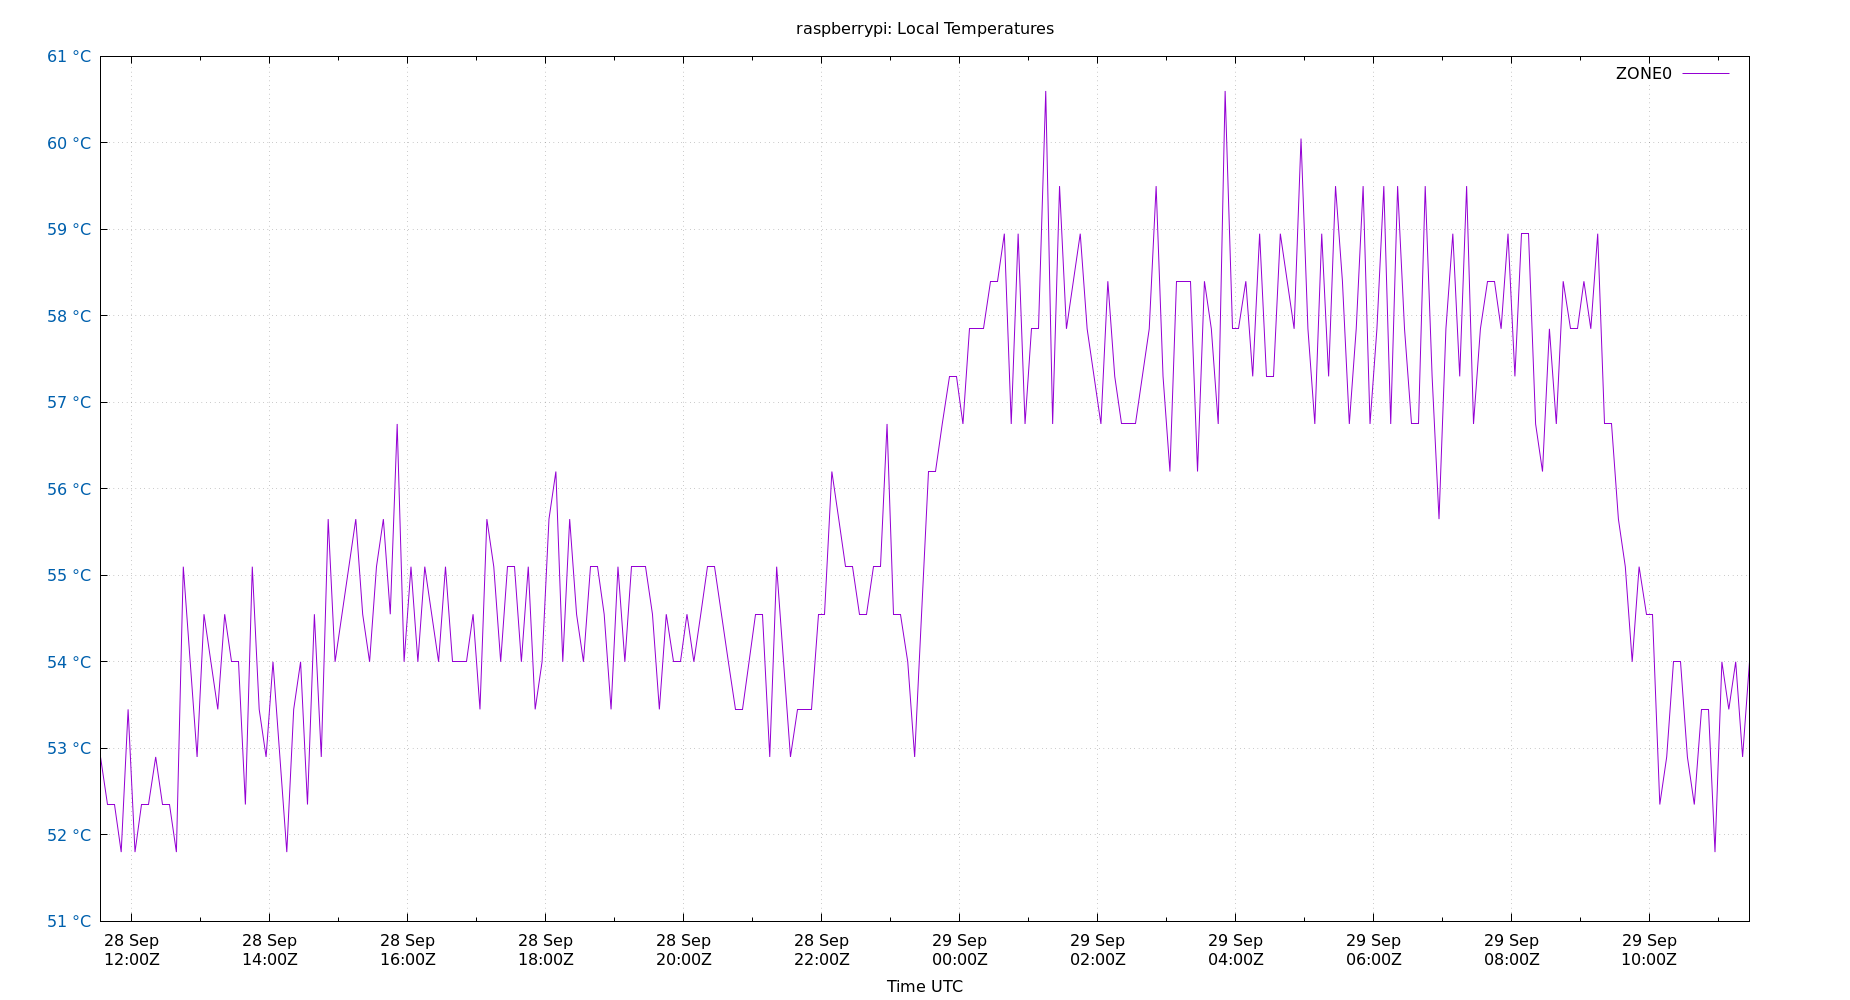 raspberrypi: Local Temperatures
61 °C
ZONE0
60 °C
59 °C
58 °C
57 °C
56 °C
55 °C
54 °C
53 °C
52 °C
51 °C
28 Sep 28 Sep 28 Sep 28 Sep 28 Sep 28 Sep 29 Sep 29 Sep 29 Sep 29 Sep 29 Sep 29 Sep
12:00Z 14:00Z 16:00Z 18:00Z 20:00Z 22:00Z 00:00Z 02:00Z 04:00Z 06:00Z 08:00Z 10:00Z
Time UTC